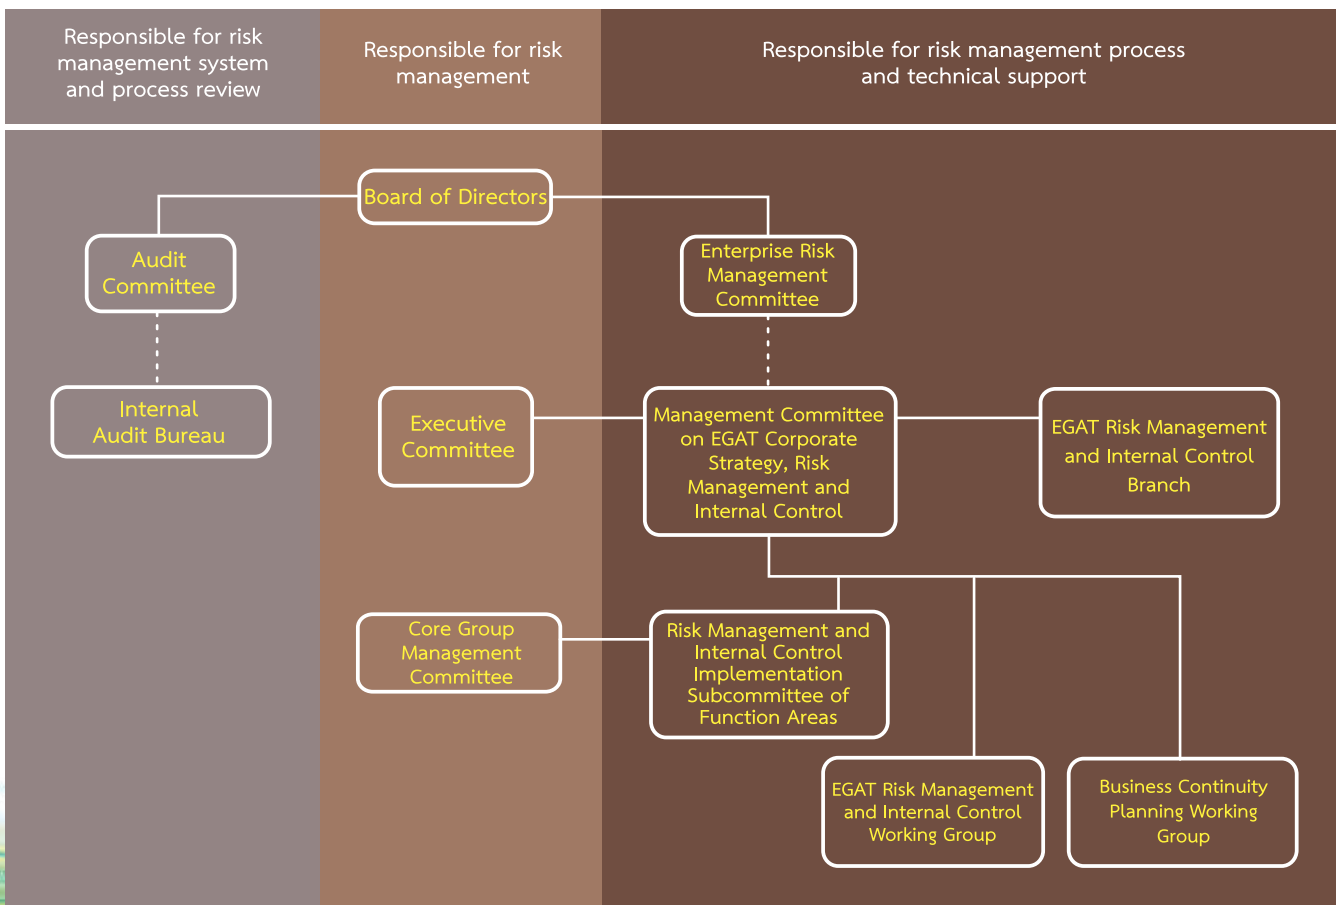 Responsible for risk
management system
and process review
Responsible for risk
management
Responsible for risk management process
and technical support
Board of Directors
Audit
Committee
Enterprise Risk
Management
Committee
Internal
Audit Bureau
Executive
Committee
Management Committee
on EGAT Corporate
Strategy, Risk
Management and
Internal Control
EGAT Risk Management
and Internal Control
Branch
Core Group
Management
Committee
Risk Management and
Internal Control
Implementation
Subcommittee of
Function Areas
EGAT Risk Management
and Internal Control
Working Group
Business Continuity
Planning Working
Group